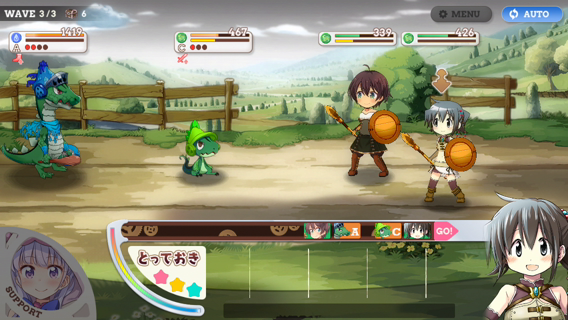 WAVE 3/3 6
MENU
AUTO
1419
A
467
C
339
426
A
C
GO!
とっておき
SUPPORT